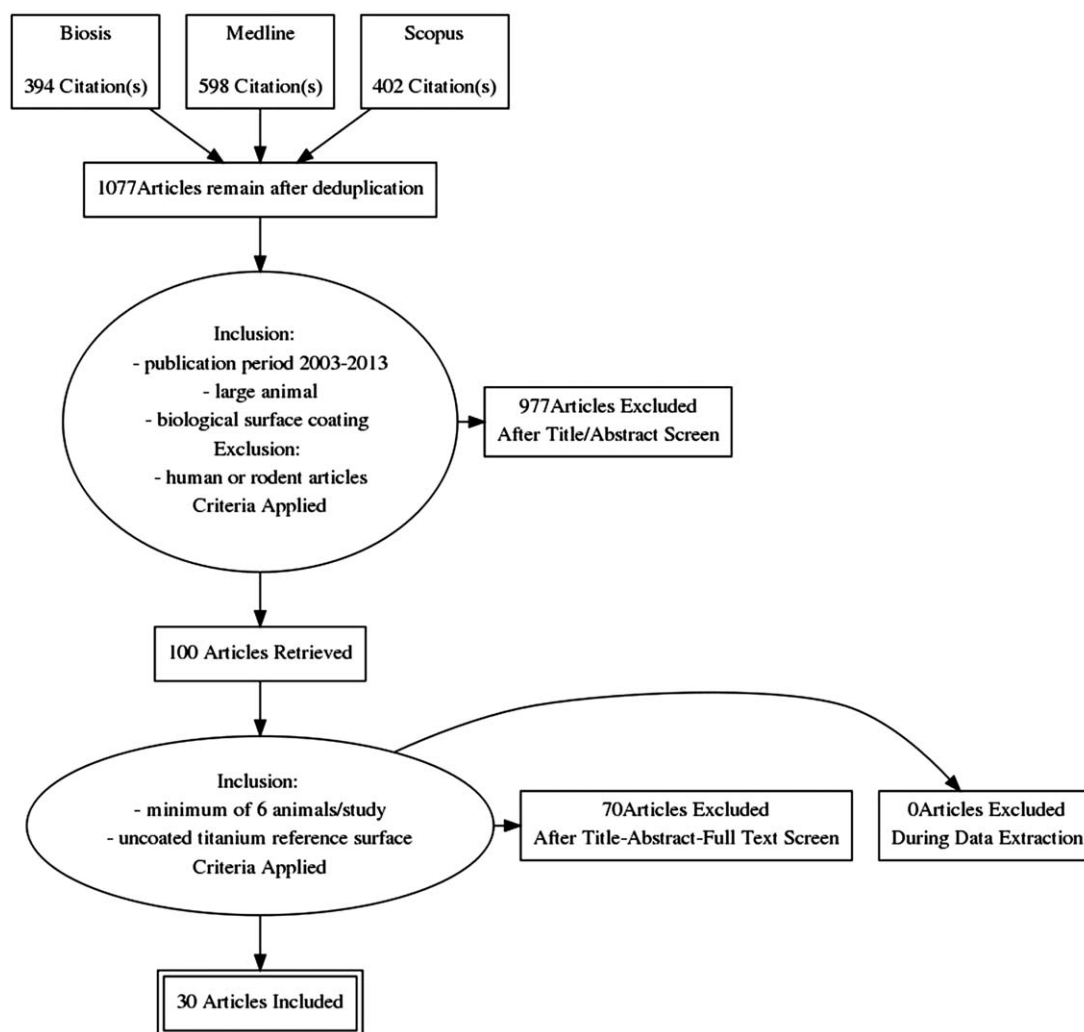 Biosis
394 Citation(s)
Medline
598 Citation(s)
Scopus
402 Citation(s)
1077Articles remain after deduplication
Inclusion:
- publication period 2003-2013
- large animal
- biological surface coating
Exclusion:
- human or rodent articles
Criteria Applied
977Articles Excluded
After Title/Abstract Screen
100 Articles Retrieved
Inclusion:
- minimum of 6 animals/study
- uncoated titanium reference surface
Criteria Applied
70Articles Excluded
After Title-Abstract-Full Text Screen
0Articles Excluded
During Data Extraction
30 Articles Included